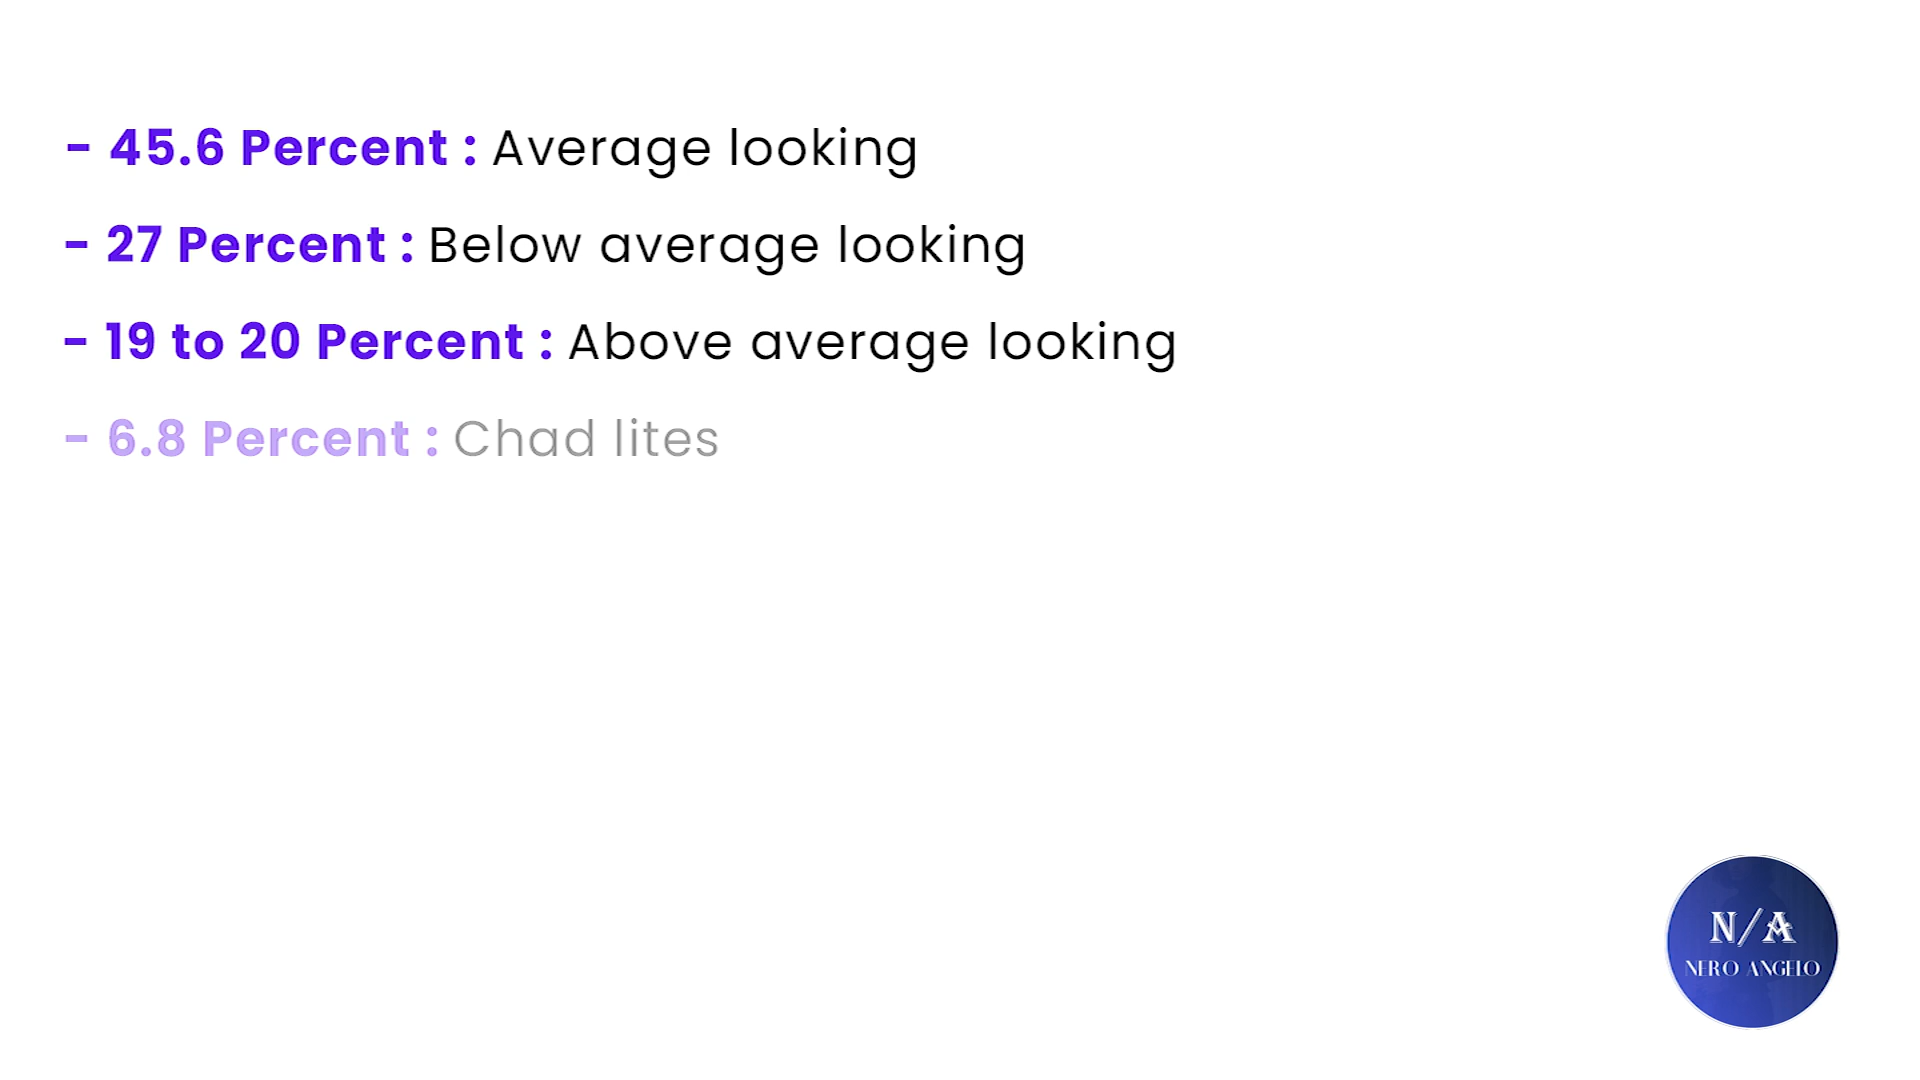 - 45.6 Percent : Average looking
- 27 Percent : Below average looking
- 19 to 20 Percent : Above average looking
- 6.8 Percent : Chad lites
N/A
NERO ANGELO